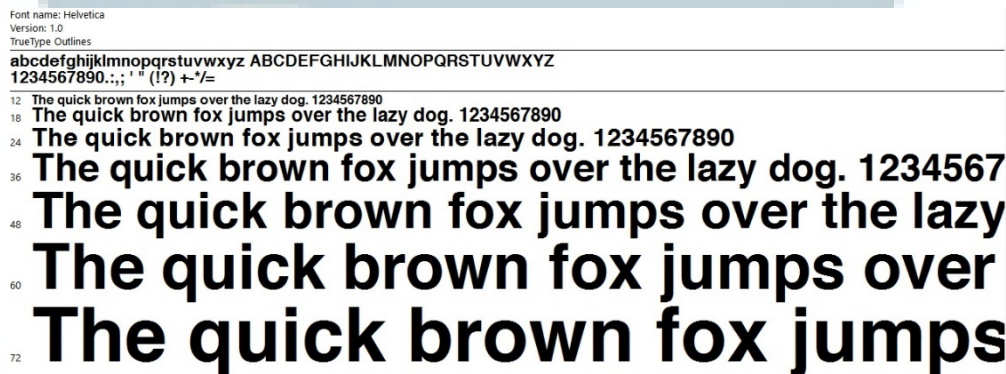 Font name: Helvetica
Version: 1.0
TrueType Outlines
abcdefghijklmnopqrstuvwxyz ABCDEFGHIJKLMNOPQRSTUVWXYZ
1234567890.:,; ' " (!?) +-*/=
12 The quick brown fox jumps over the lazy dog. 1234567890
18 The quick brown fox jumps over the lazy dog. 1234567890
24 The quick brown fox jumps over the lazy dog. 1234567890
36 The quick brown fox jumps over the lazy dog. 1234567
48 The quick brown fox jumps over the lazy
60 The quick brown fox jumps over
72 The quick brown fox jumps